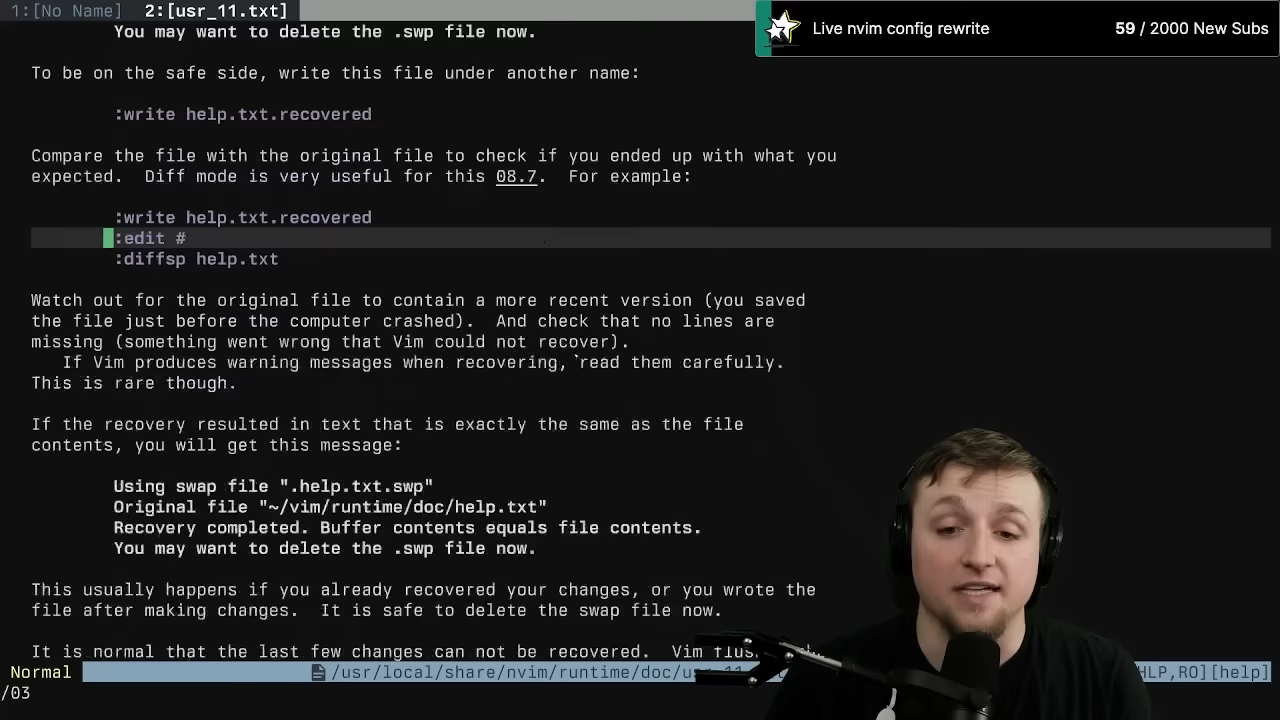 1:[No Name]  2:[usr_11.txt]
Live nvim config rewrite
59 / 2000 New Subs
You may want to delete the .swp file now.
To be on the safe side, write this file under another name:
:write help.txt.recovered
Compare the file with the original file to check if you ended up with what you
expected.  Diff mode is very useful for this 08.7.  For example:
:write help.txt.recovered
:edit #
:diffsp help.txt
Watch out for the original file to contain a more recent version (you saved
the file just before the computer crashed).  And check that no lines are
missing (something went wrong that Vim could not recover).
If Vim produces warning messages when recovering, read them carefully.
This is rare though.
If the recovery resulted in text that is exactly the same as the file
contents, you will get this message:
Using swap file ".help.txt.swp"
Original file "~/vim/runtime/doc/help.txt"
Recovery completed. Buffer contents equals file contents.
You may want to delete the .swp file now.
This usually happens if you already recovered your changes, or you wrote the
file after making changes.  It is safe to delete the swap file now.
It is normal that the last few changes can not be recovered.  Vim
Normal /usr/local/share/nvim/runtime/doc/ HLP,RO][help]
/03